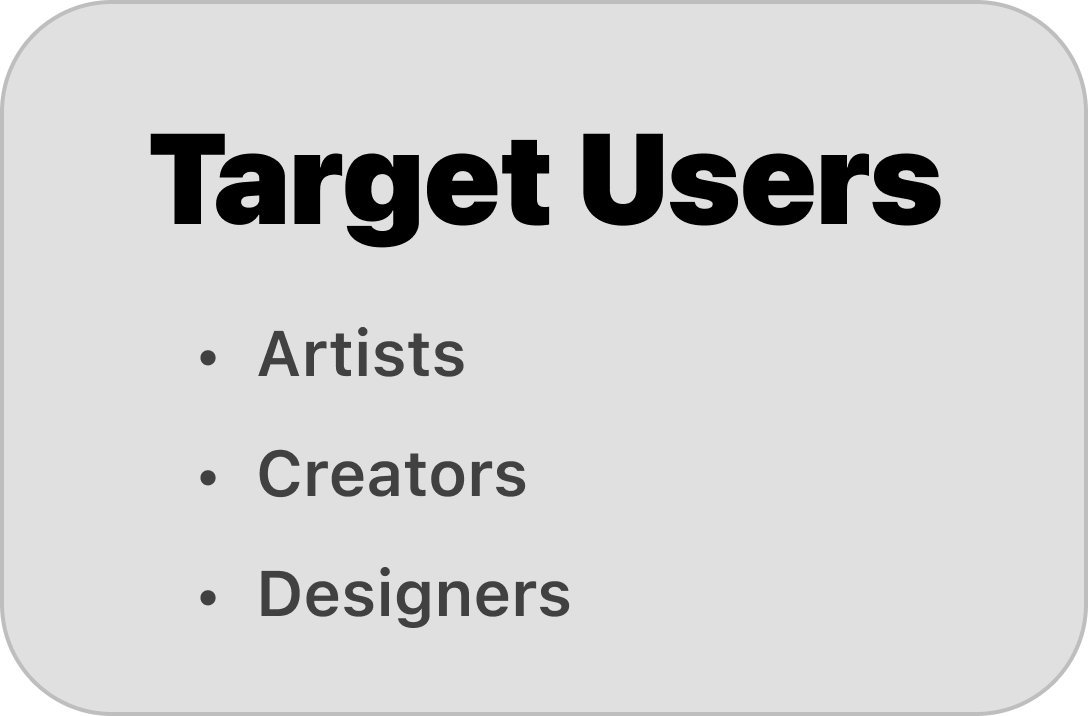 Target Users
• Artists
• Creators
• Designers